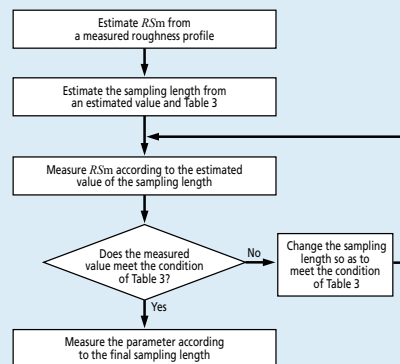 Estimate RSm from
a measured roughness profile
Estimate the sampling length from
an estimated value and Table 3
Measure RSm according to the estimated
value of the sampling length
Does the measured
value meet the condition
of Table 3?
No
Change the sampling
length so as to
meet the condition
of Table 3
Yes
Measure the parameter according
to the final sampling length